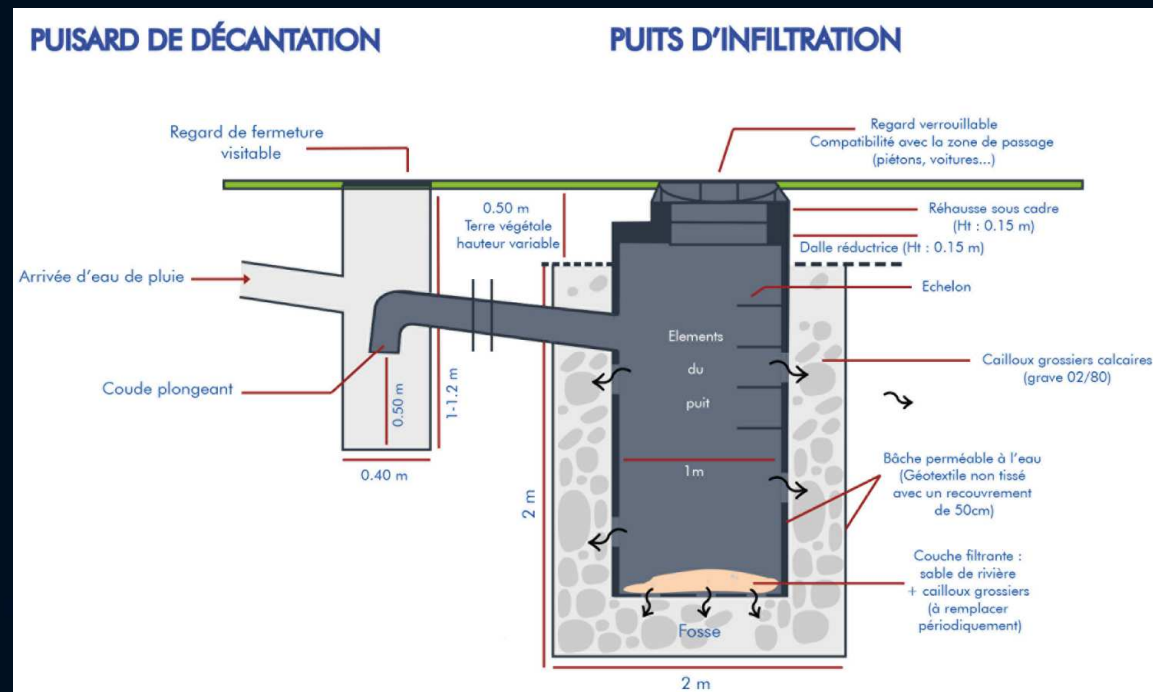 PUISARD DE DÉCANTATION
PUITS D'INFILTRATION
Regard de fermeture
visitable
Regard verrouillable
Compatibilité avec la zone de passage
(piétons, voitures...)
0.50 m
Terre végétale
hauteur variable
Réhausse sous cadre
(Ht : 0.15 m)
Dalle réductrice (Ht : 0.15 m)
Arrivée d'eau de pluie
Echelon
Elements
du
puit
Cailloux grossiers calcaires
(grave 02/80)
Coude plongeant
0.50 m
1-1.2 m
0.40 m
1m
2 m
Bâche perméable à l'eau
(Géotextile non tissé
avec un recouvrement
de 50cm)
Couche filtrante :
sable de rivière
+ cailloux grossiers
(à remplacer
périodiquement)
Fosse
2 m